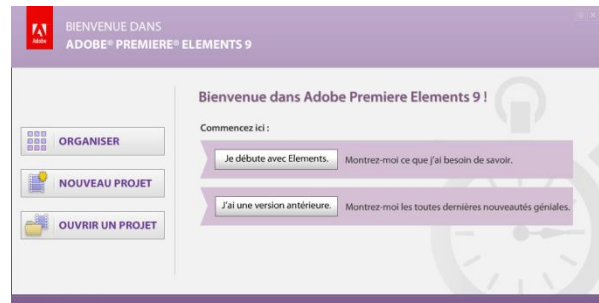 Adobe
BIENVENUE DANS
ADOBE® PREMIERE® ELEMENTS 9
ORGANISER
NOUVEAU PROJET
OUVRIR UN PROJET
Bienvenue dans Adobe Premiere Elements 9 !
Commencez ici :
Je débute avec Elements. Montrez-moi ce que j'ai besoin de savoir.
J'ai une version antérieure. Montrez-moi les toutes dernières nouveautés géniales.